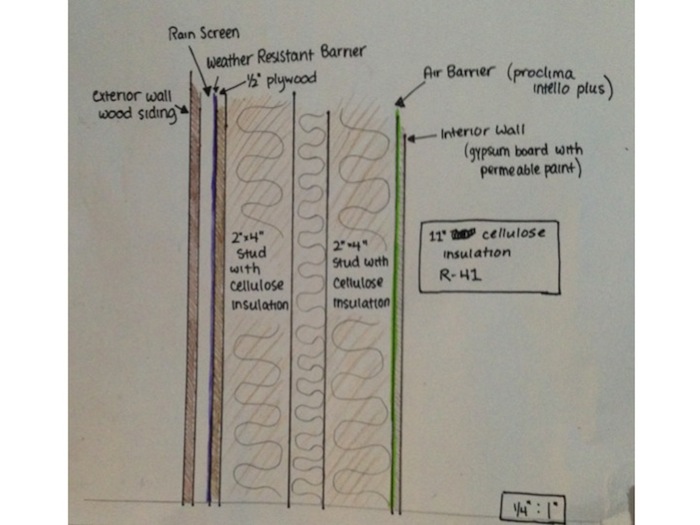 Rain Screen
Weather Resistant Barrier
1/2" plywood
Exterior wall
wood siding
Air Barrier (proclima
intello plus)
Interior Wall
(gypsum board with
permeable paint)
2"x4"
Stud
with
cellulose
insulation
2"x4"
Stud with
cellulose
insulation
11" cellulose
insulation
R-41
1/4" : 1"